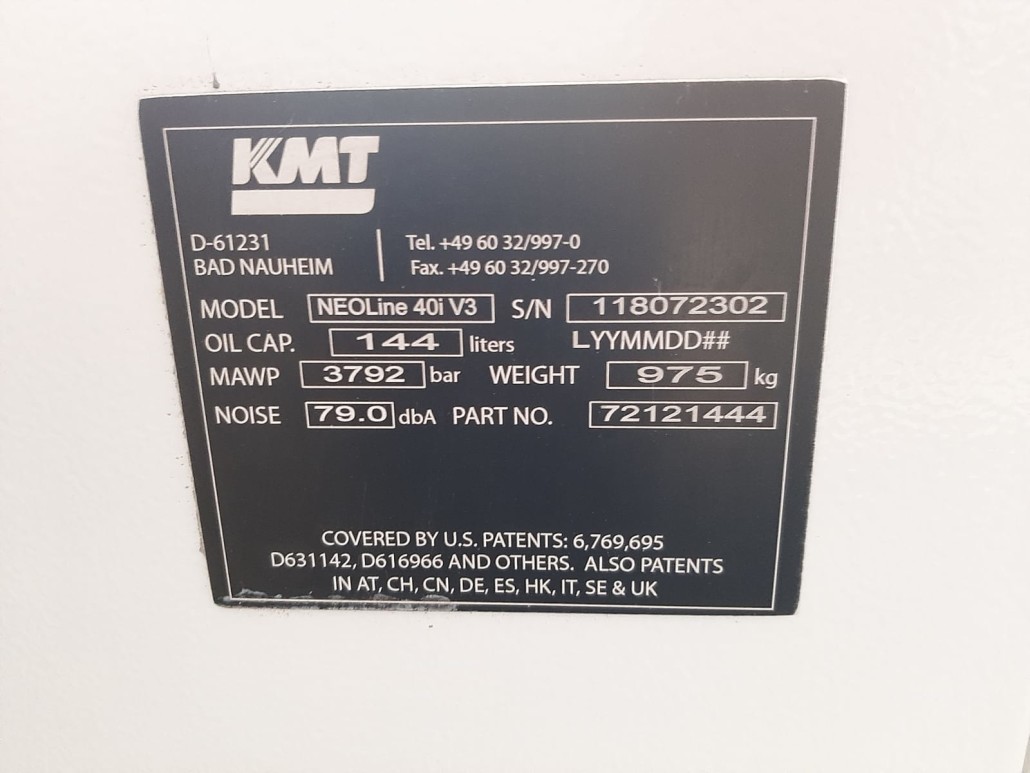 KMT
D-61231 Tel. +49 60 32/997-0
BAD NAUHEIM Fax. +49 60 32/997-270
MODEL NEOLine 40i V3 S/N 118072302
OIL CAP. 144 liters LYYMMDD##
MAWP 3792 bar WEIGHT 975 kg
NOISE 79.0 dbA PART NO. 72121444
COVERED BY U.S. PATENTS: 6,769,695
D631142, D616966 AND OTHERS. ALSO PATENTS
IN AT, CH, CN, DE, ES, HK, IT, SE & UK